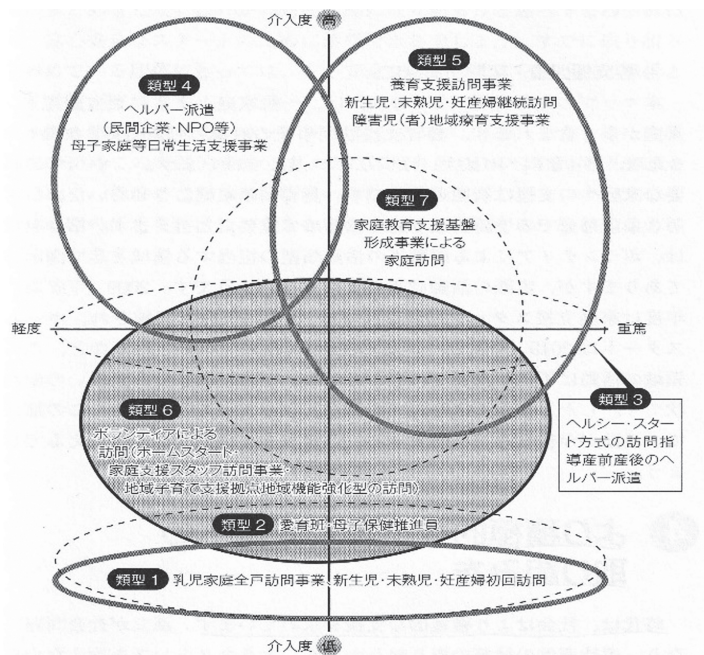 介入度 高
類型 4
ヘルパー派遣
(民間企業・NPO等)
母子家庭等日常生活支援事業
類型 5
養育支援訪問事業
新生児・未熟児・妊産婦継続訪問
障害児(者)地域療育支援事業
類型 7
家庭教育支援基盤
形成事業による
家庭訪問
軽度
重篤
類型 3
ヘルシー・スタ
ート方式の訪問指
導産前産後のヘ
ルパー派遣
類型 6
ボランティアによる
訪問(ホームスタート・
家庭支援スタッフ訪問事業・
地域子育て支援拠点地域機能強化型の訪問)
類型 2 愛育班・母子保健推進員
類型 1 乳児家庭全戸訪問事業、新生児・未熟児・妊産婦初回訪問
介入度 低